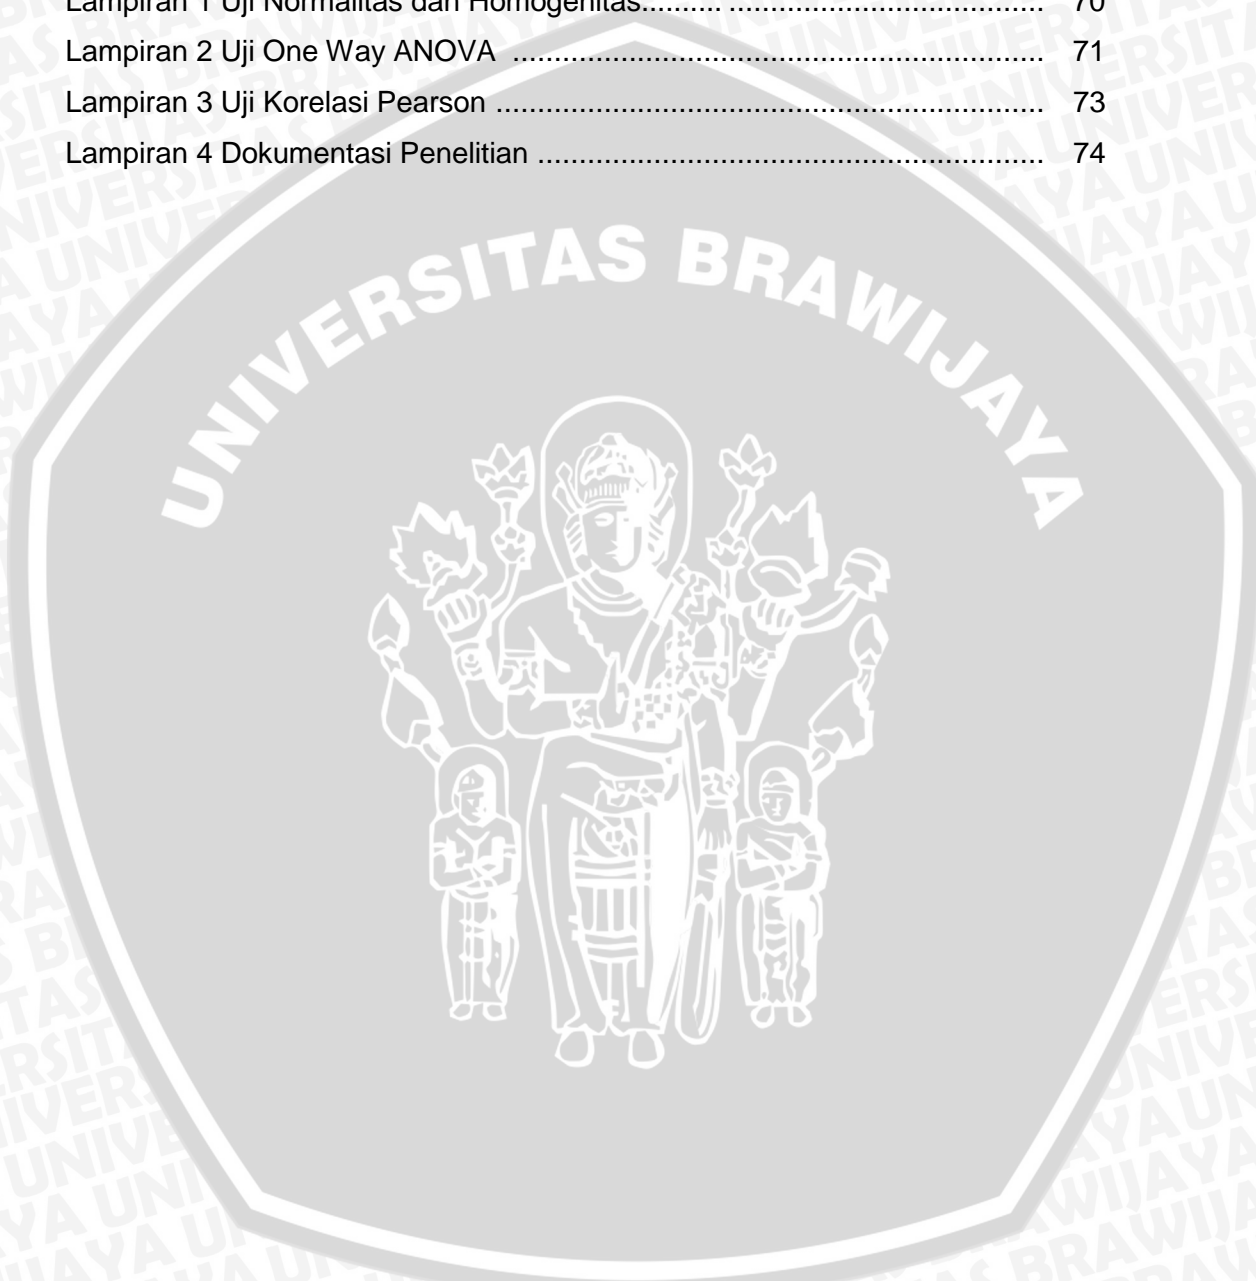 Lampiran 1 Uji Normalitas dan Homogenitas.......... ...................................... 70
Lampiran 2 Uji One Way ANOVA ................................................................ 71
Lampiran 3 Uji Korelasi Pearson .................................................................. 73
Lampiran 4 Dokumentasi Penelitian ............................................................. 74
UNIVERSITAS BRAWIJAYA